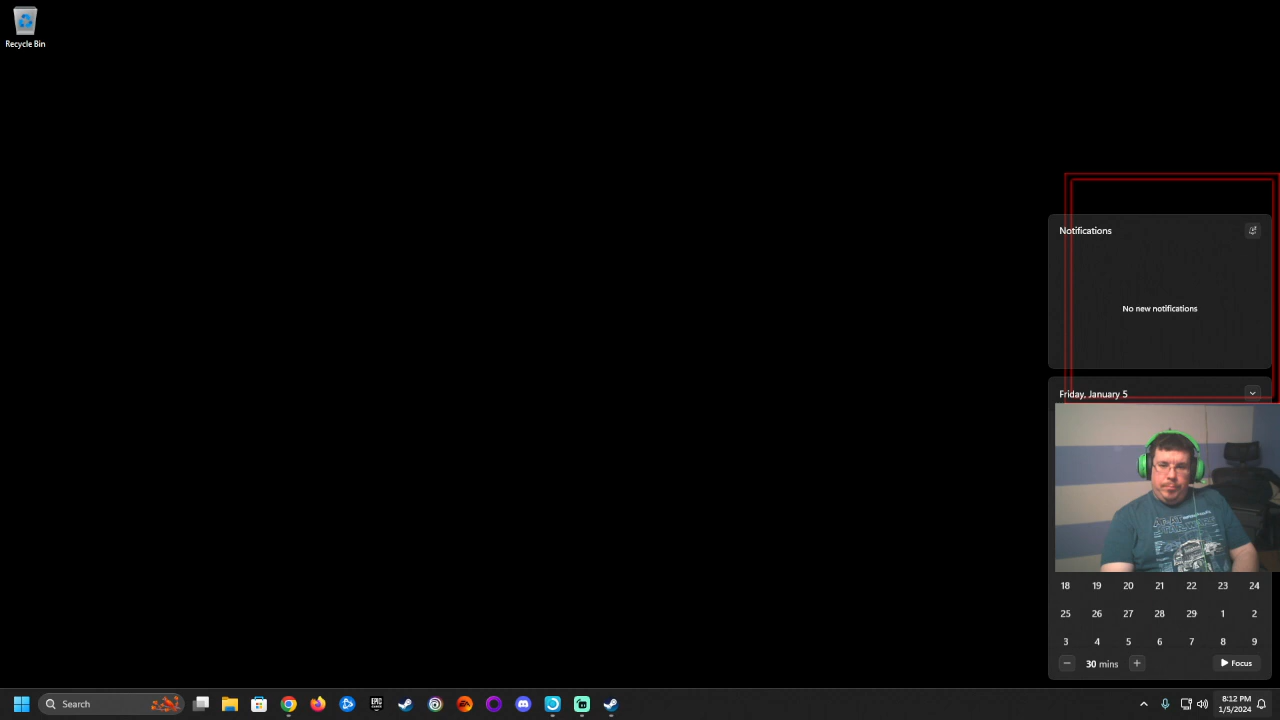 Recycle Bin
Notifications
No new notifications
Friday, January 5
18 19 20 21 22 23 24
25 26 27 28 29 1 2
3 4 5 6 7 8 9
30 mins
Focus
Search
EPIC
EA
8:12 PM
1/5/2024